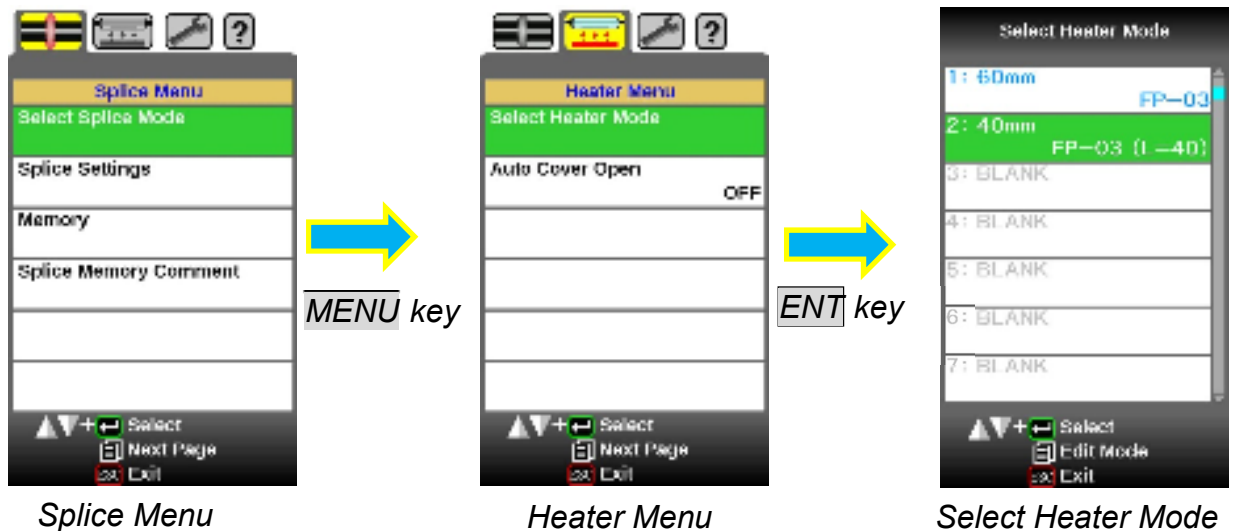 ?
Splice Menu
Select Splice Mode
Splice Settings
Memory
Splice Memory Comment
+ Select
Next Page
ESC Exit
Splice Menu
MENU key
?
Heater Menu
Select Heater Mode
Auto Cover Open
OFF
+ Select
Next Page
ESC Exit
Heater Menu
ENT key
Select Heater Mode
1: 60mm
FP-03
2: 40mm
FP-03 (L=40)
3: BLANK
4: BLANK
5: BLANK
6: BLANK
7: BLANK
+ Select
Edit Mode
ESC Exit
Select Heater Mode